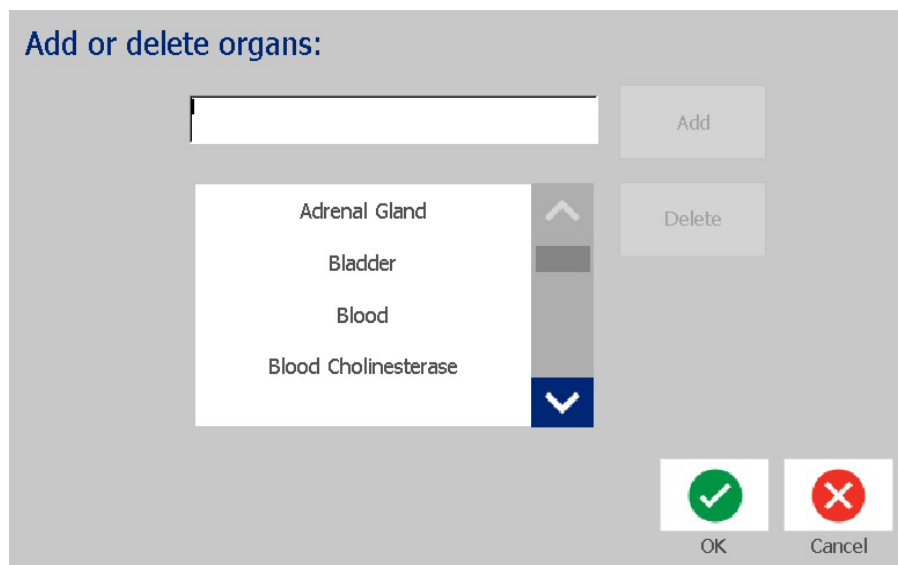 Add or delete organs:
Add
Adrenal Gland
Delete
Bladder
Blood
Blood Cholinesterase
OK
Cancel